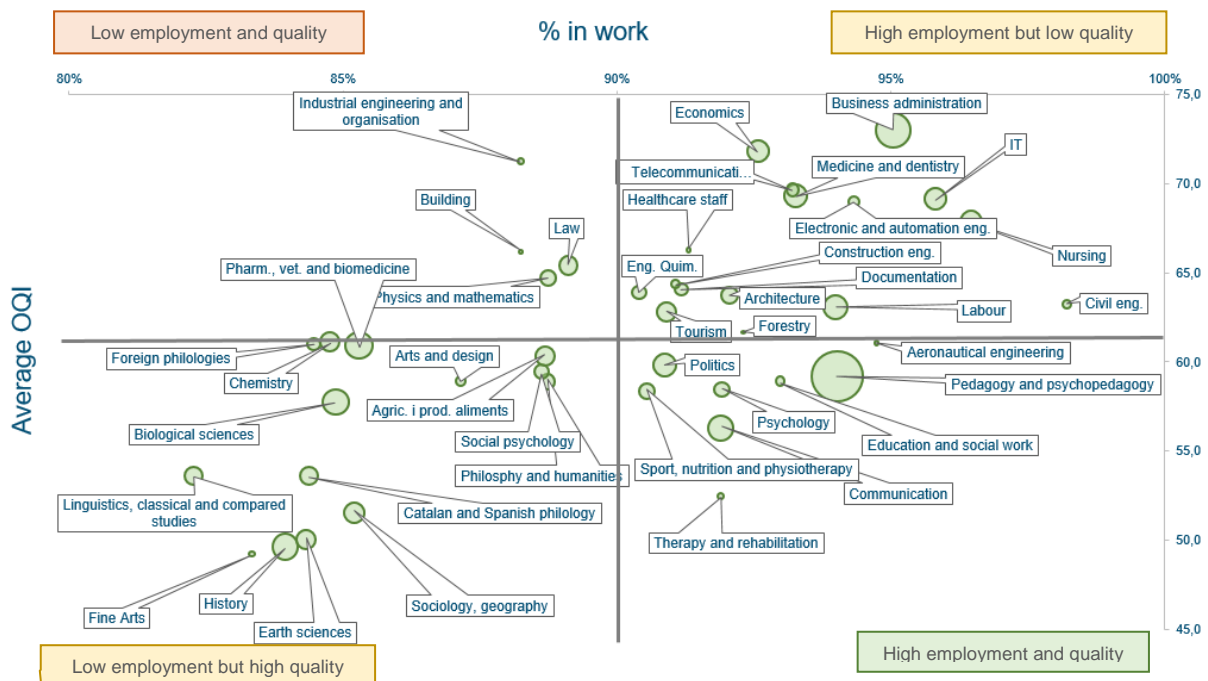 Low employment and quality
% in work
High employment but low quality
80%
85%
90%
95%
100%
75,0
Industrial engineering and
organisation
Economics
Business administration
IT
Telecommunicati...
Medicine and dentistry
70,0
Building
Healthcare staff
Law
Electronic and automation eng.
Nursing
Construction eng.
Pharm., vet. and biomedicine
Eng. Quim.
Documentation
65,0
Physics and mathematics
Architecture
Labour
Civil eng.
Tourism
Forestry
Foreign philologies
Arts and design
Aeronautical engineering
60,0
Chemistry
Politics
Pedagogy and psychopedagogy
Average OQI
Agric. i prod. aliments
Psychology
Biological sciences
Social psychology
Education and social work
55,0
Philosphy and humanities
Sport, nutrition and physiotherapy
Communication
Linguistics, classical and compared
studies
Catalan and Spanish philology
Therapy and rehabilitation
50,0
History
Sociology, geography
Fine Arts
Earth sciences
45,0
Low employment but high quality
High employment and quality